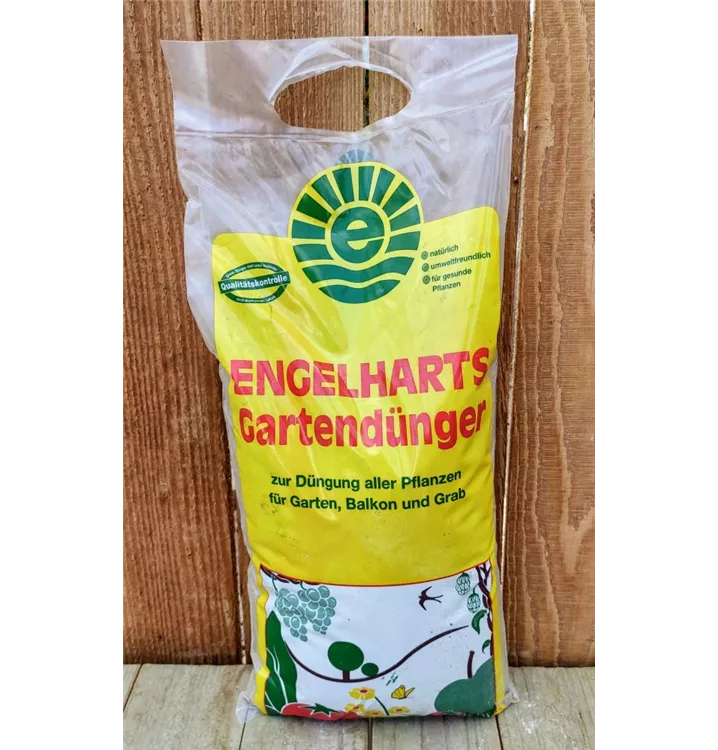 e
natürlich
umweltfreundlich
für gesunde
Pflanzen
Qualitätskontrolle
ENGELHARTS
Gartendünger
zur Düngung aller Pflanzen
für Garten, Balkon und Grab